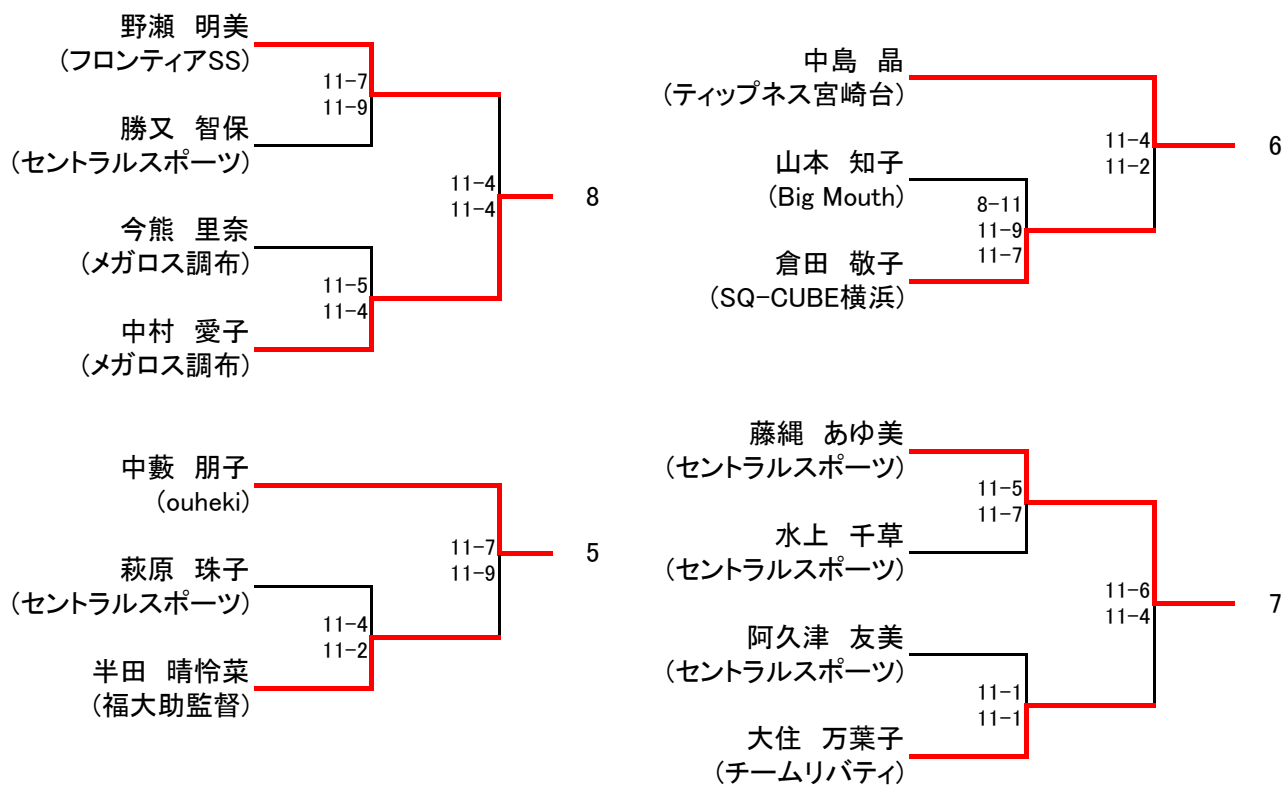 野瀬　明美
(フロンティアSS)
11-7
11-9
勝又　智保
(セントラルスポーツ)
11-4
11-4
8
今熊　里奈
(メガロス調布)
11-5
11-4
中村　愛子
(メガロス調布)
中島　晶
(ティップネス宮崎台)
11-4
11-2
6
山本　知子
(Big Mouth)
8-11
11-9
11-7
倉田　敬子
(SQ-CUBE横浜)
中藪　朋子
(ouheki)
11-7
11-9
5
萩原　珠子
(セントラルスポーツ)
11-4
11-2
半田　晴怜菜
(福大助監督)
藤縄　あゆ美
(セントラルスポーツ)
11-5
11-7
水上　千草
(セントラルスポーツ)
11-6
11-4
7
阿久津　友美
(セントラルスポーツ)
11-1
11-1
大住　万葉子
(チームリバティ)